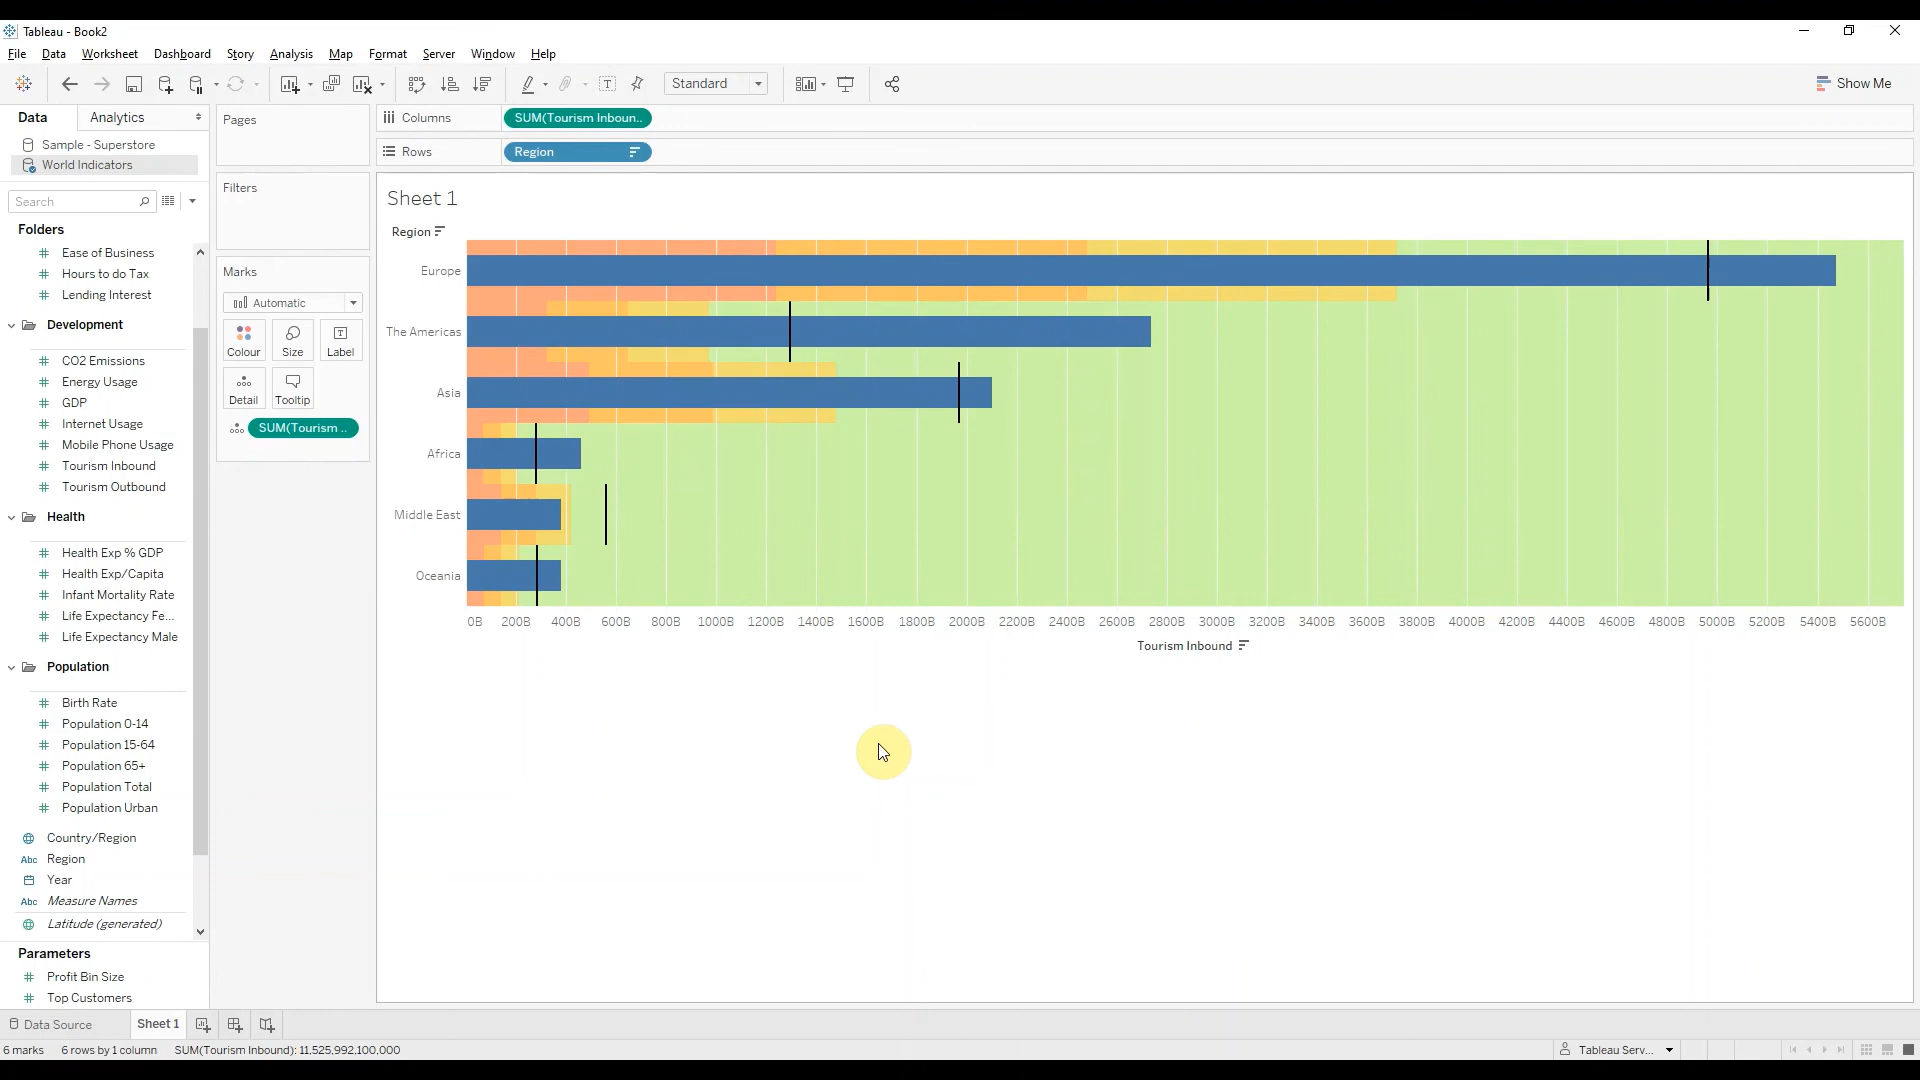 Tableau - Book2
File Data Worksheet Dashboard Story Analysis Map Format Server Window Help
Standard
Show Me
Data Analytics
Sample - Superstore
World Indicators
Search
Folders
Ease of Business
Hours to do Tax
Lending Interest
Development
CO2 Emissions
Energy Usage
GDP
Internet Usage
Mobile Phone Usage
Tourism Inbound
Tourism Outbound
Health
Health Exp % GDP
Health Exp/Capita
Infant Mortality Rate
Life Expectancy Fe...
Life Expectancy Male
Population
Birth Rate
Population 0-14
Population 15-64
Population 65+
Population Total
Population Urban
Country/Region
Abc Region
Year
Abc Measure Names
Latitude (generated)
Parameters
Profit Bin Size
Top Customers
Pages
Filters
Marks
Automatic
Colour Size Label
Detail Tooltip
SUM(Tourism ..
Columns SUM(Tourism Inboun..
Rows Region
Sheet 1
Region
Europe
The Americas
Asia
Africa
Middle East
Oceania
0B 200B 400B 600B 800B 1000B 1200B 1400B 1600B 1800B 2000B 2200B 2400B 2600B 2800B 3000B 3200B 3400B 3600B 3800B 4000B 4200B 4400B 4600B 4800B 5000B 5200B 5400B 5600B
Tourism Inbound
Data Source Sheet 1
6 marks 6 rows by 1 column SUM(Tourism Inbound): 11,525,992,100,000
Tableau Serv...